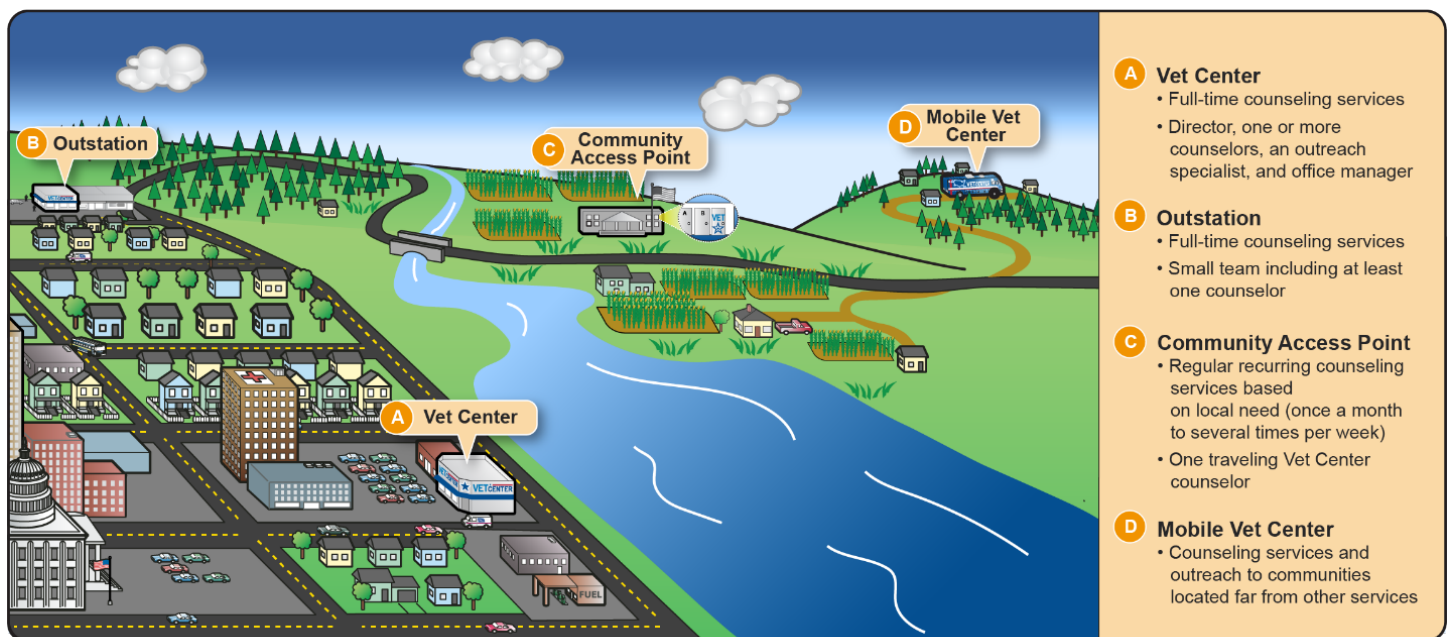 B Outstation
C Community
Access Point
D Mobile Vet
Center
A B VET
A Vet Center
VETCENTER
FUEL
A Vet Center
• Full-time counseling services
• Director, one or more
counselors, an outreach
specialist, and office manager
B Outstation
• Full-time counseling services
• Small team including at least
one counselor
C Community Access Point
• Regular recurring counseling
services based
on local need (once a month
to several times per week)
• One traveling Vet Center
counselor
D Mobile Vet Center
• Counseling services and
outreach to communities
located far from other services